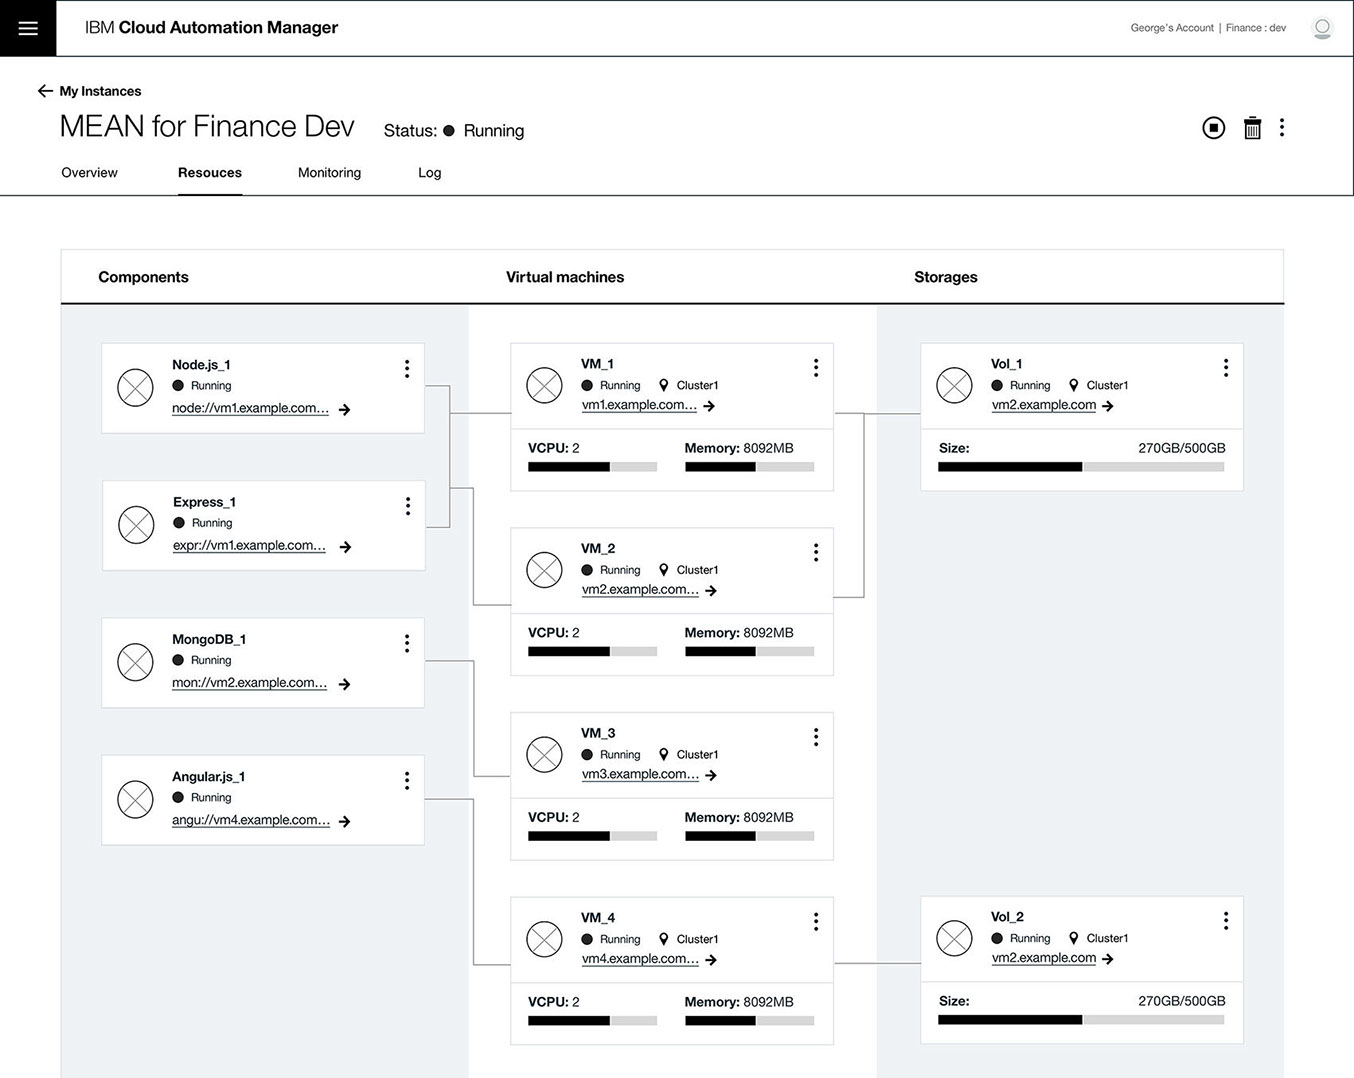 IBM Cloud Automation Manager
George's Account | Finance : dev
My Instances
MEAN for Finance Dev
Status: Running
Overview
Resouces
Monitoring
Log
Components
Virtual machines
Storages
Node.js_1
Running
node://vm1.example.com...
Express_1
Running
expr://vm1.example.com...
MongoDB_1
Running
mon://vm2.example.com...
Angular.js_1
Running
angu://vm4.example.com...
VM_1
Running Cluster1
vm1.example.com...
VCPU: 2 Memory: 8092MB
VM_2
Running Cluster1
vm2.example.com...
VCPU: 2 Memory: 8092MB
VM_3
Running Cluster1
vm3.example.com...
VCPU: 2 Memory: 8092MB
VM_4
Running Cluster1
vm4.example.com...
VCPU: 2 Memory: 8092MB
Vol_1
Running Cluster1
vm2.example.com
Size: 270GB/500GB
Vol_2
Running Cluster1
vm2.example.com
Size: 270GB/500GB